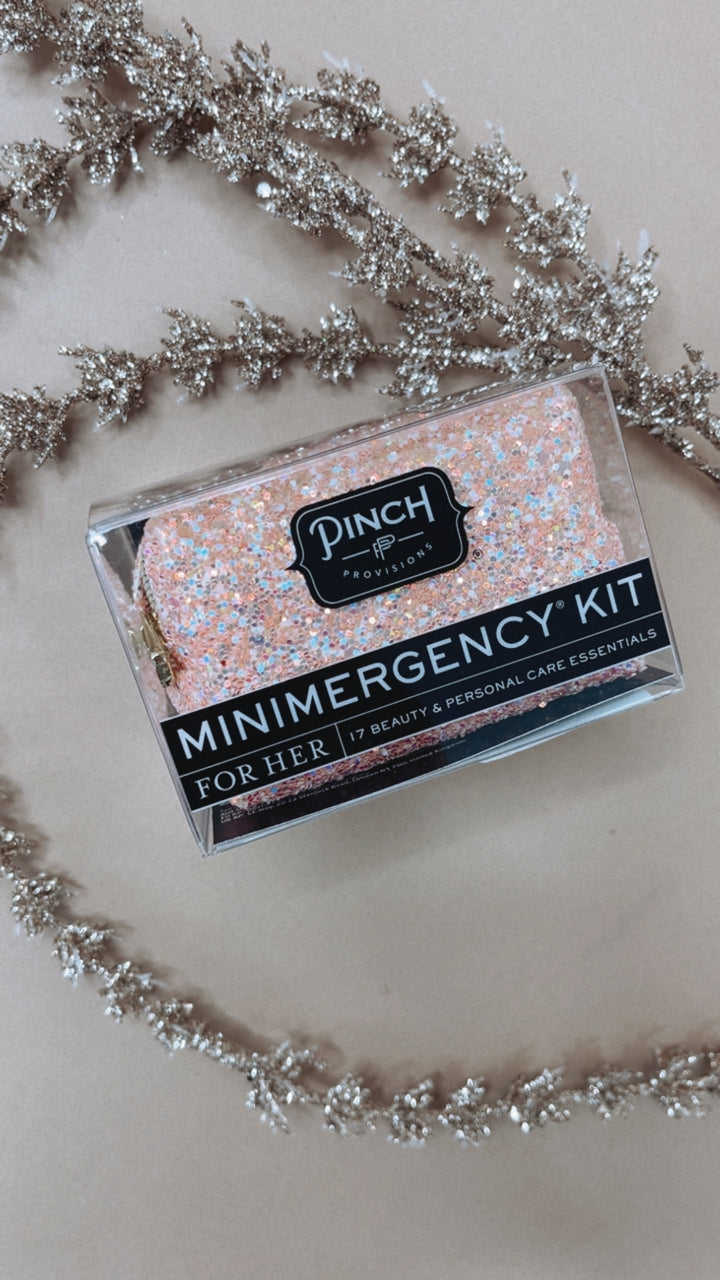 PINCH
PROVISIONS
®
MINIMERGENCY® KIT
FOR HER
17 BEAUTY & PERSONAL CARE ESSENTIALS